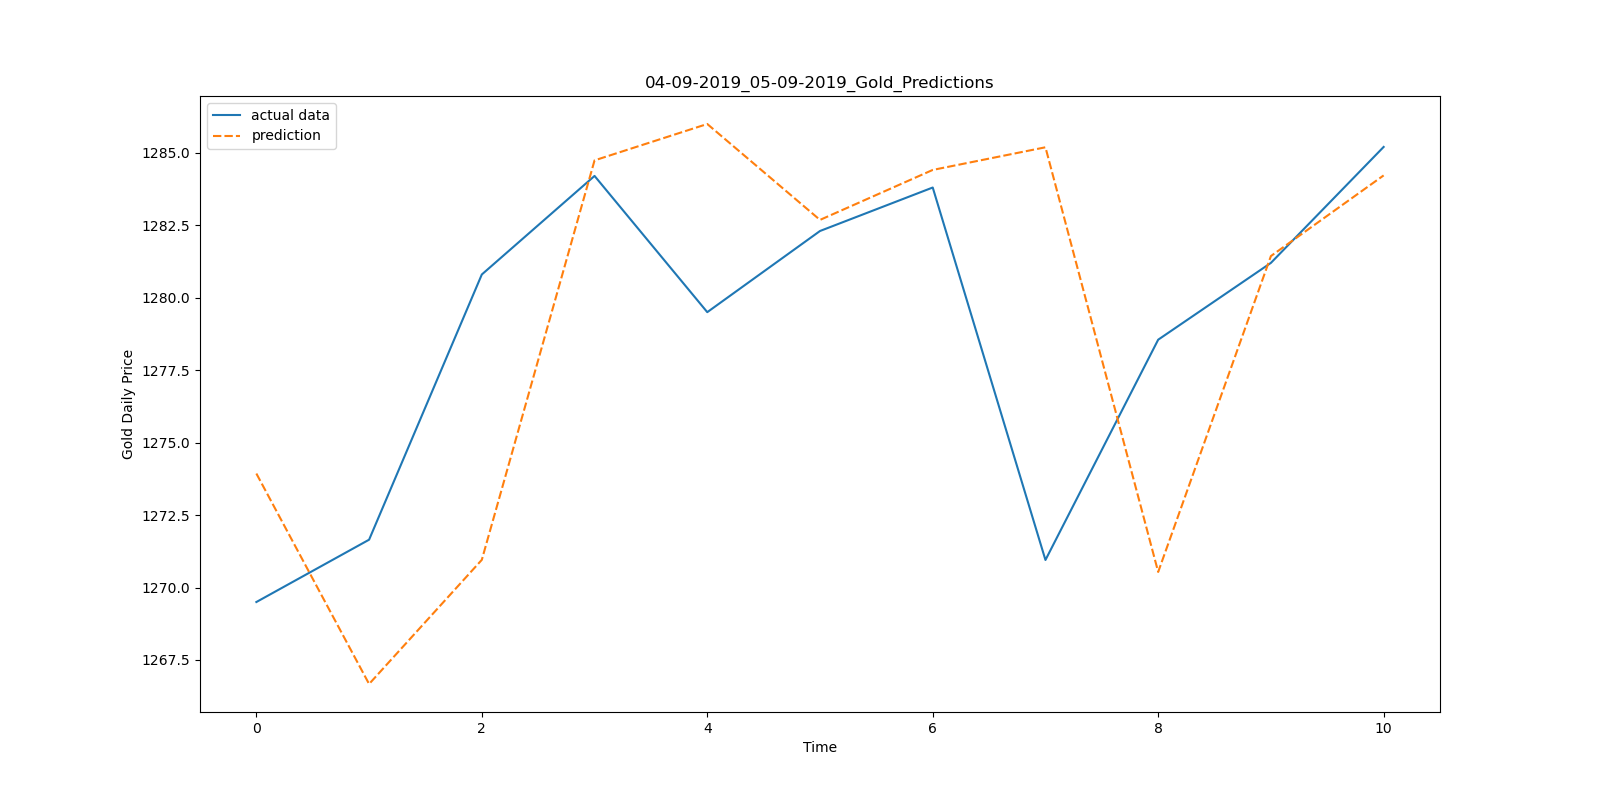 04-09-2019_05-09-2019_Gold_Predictions
actual data
prediction
Gold Daily Price
1285.0
1282.5
1280.0
1277.5
1275.0
1272.5
1270.0
1267.5
0 2 4 6 8 10
Time